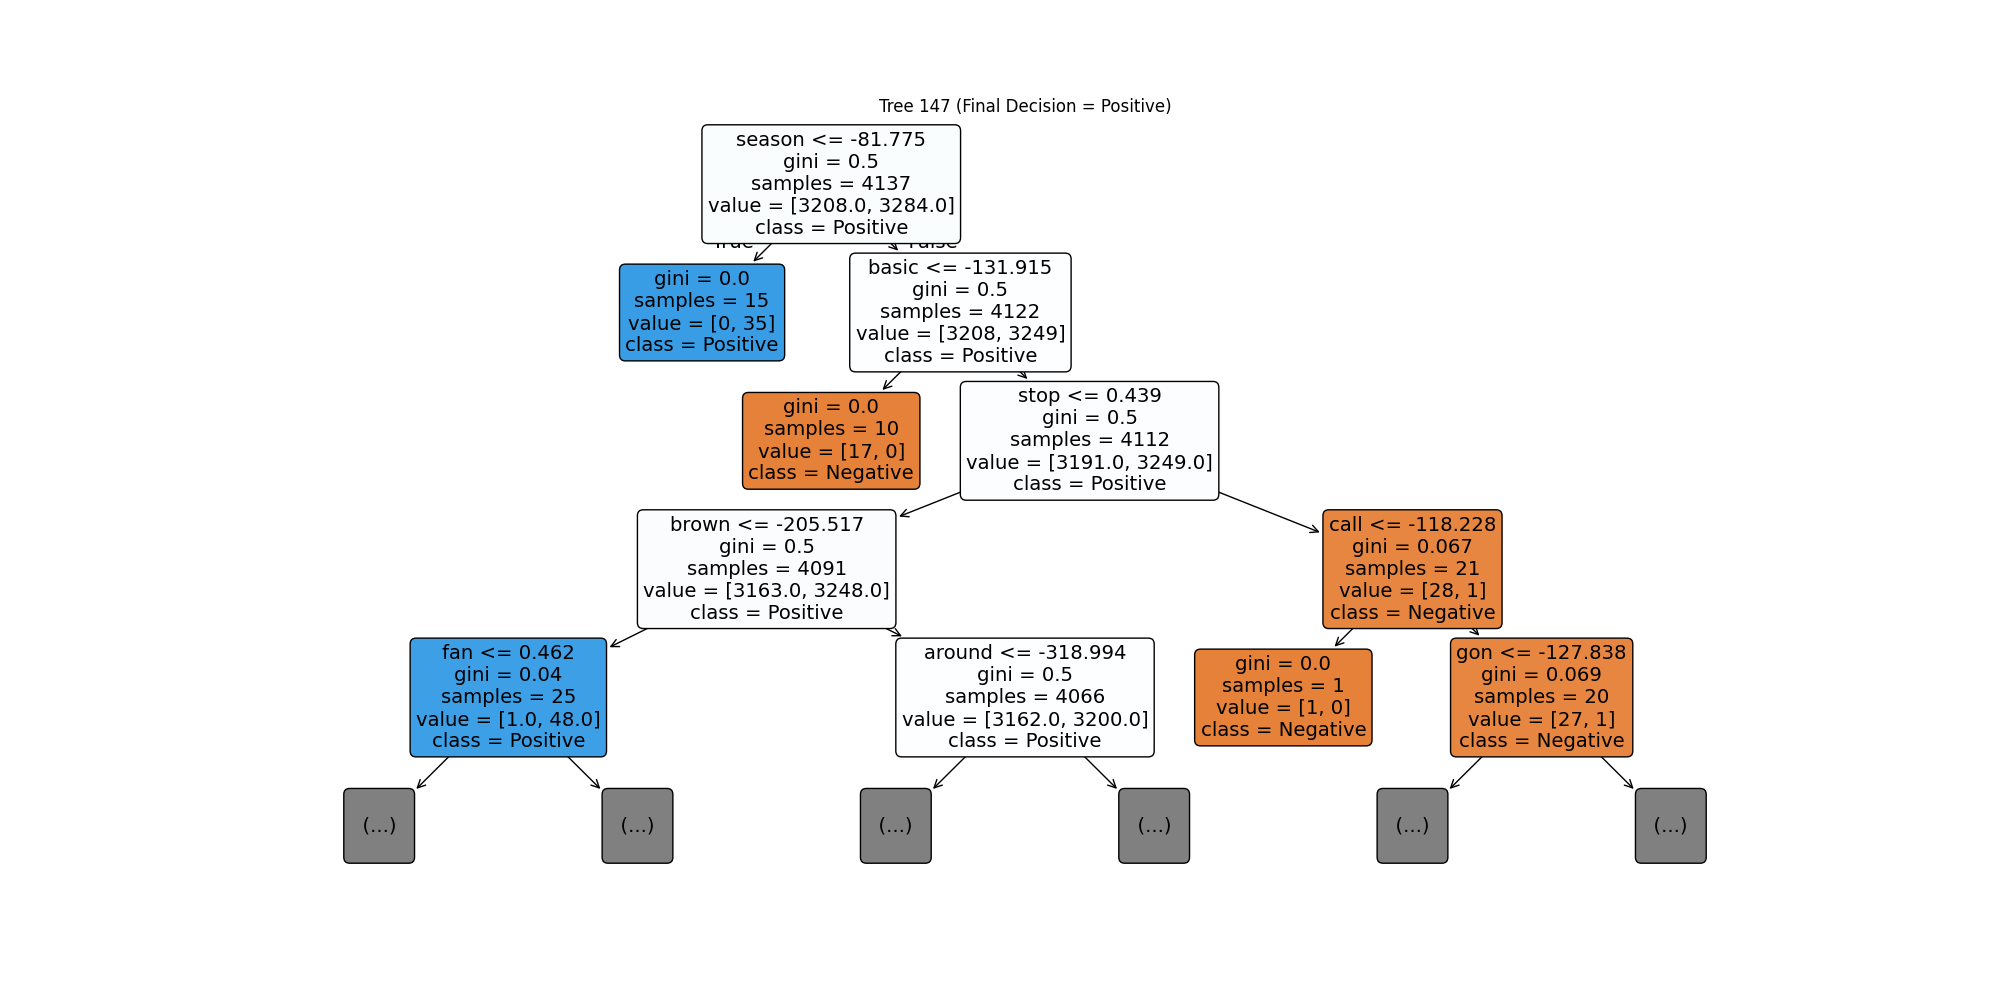 Tree 147 (Final Decision = Positive)
season <= -81.775
gini = 0.5
samples = 4137
value = [3208.0, 3284.0]
class = Positive
True
False
gini = 0.0
samples = 15
value = [0, 35]
class = Positive
basic <= -131.915
gini = 0.5
samples = 4122
value = [3208, 3249]
class = Positive
gini = 0.0
samples = 10
value = [17, 0]
class = Negative
stop <= 0.439
gini = 0.5
samples = 4112
value = [3191.0, 3249.0]
class = Positive
brown <= -205.517
gini = 0.5
samples = 4091
value = [3163.0, 3248.0]
class = Positive
call <= -118.228
gini = 0.067
samples = 21
value = [28, 1]
class = Negative
fan <= 0.462
gini = 0.04
samples = 25
value = [1.0, 48.0]
class = Positive
around <= -318.994
gini = 0.5
samples = 4066
value = [3162.0, 3200.0]
class = Positive
gini = 0.0
samples = 1
value = [1, 0]
class = Negative
gon <= -127.838
gini = 0.069
samples = 20
value = [27, 1]
class = Negative
(...)
(...)
(...)
(...)
(...)
(...)